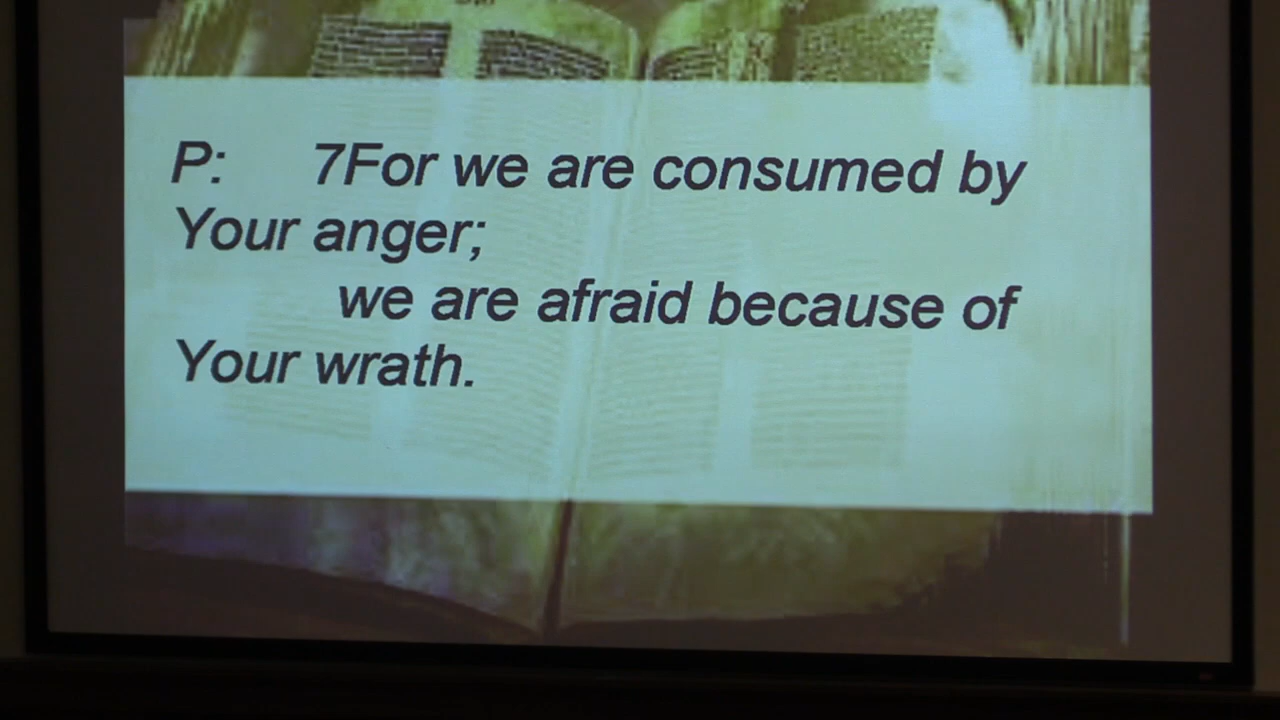 P: 7For we are consumed by
Your anger;
we are afraid because of
Your wrath.